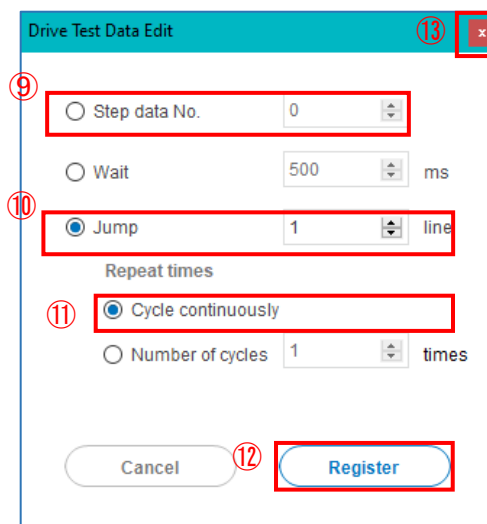 Drive Test Data Edit ⑬ x
⑨
Step data No. 0
Wait 500 ms
⑩
Jump 1 line
Repeat times
⑪ Cycle continuously
Number of cycles 1 times
Cancel ⑫ Register